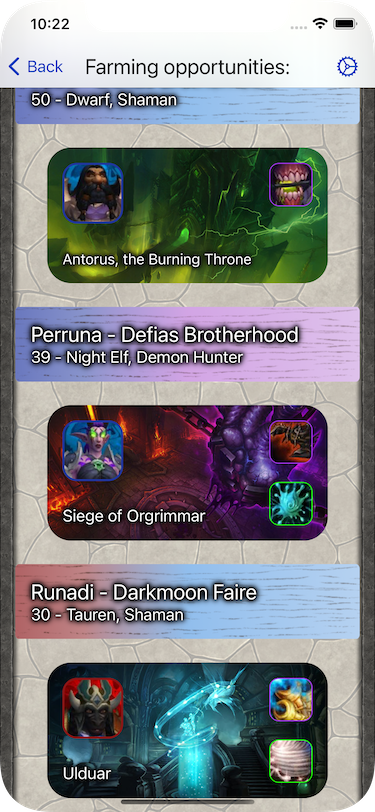 10:22
Back
Farming opportunities:
50 - Dwarf, Shaman
Antorus, the Burning Throne
Perruna - Defias Brotherhood
39 - Night Elf, Demon Hunter
Siege of Orgrimmar
Runadi - Darkmoon Faire
30 - Tauren, Shaman
Ulduar